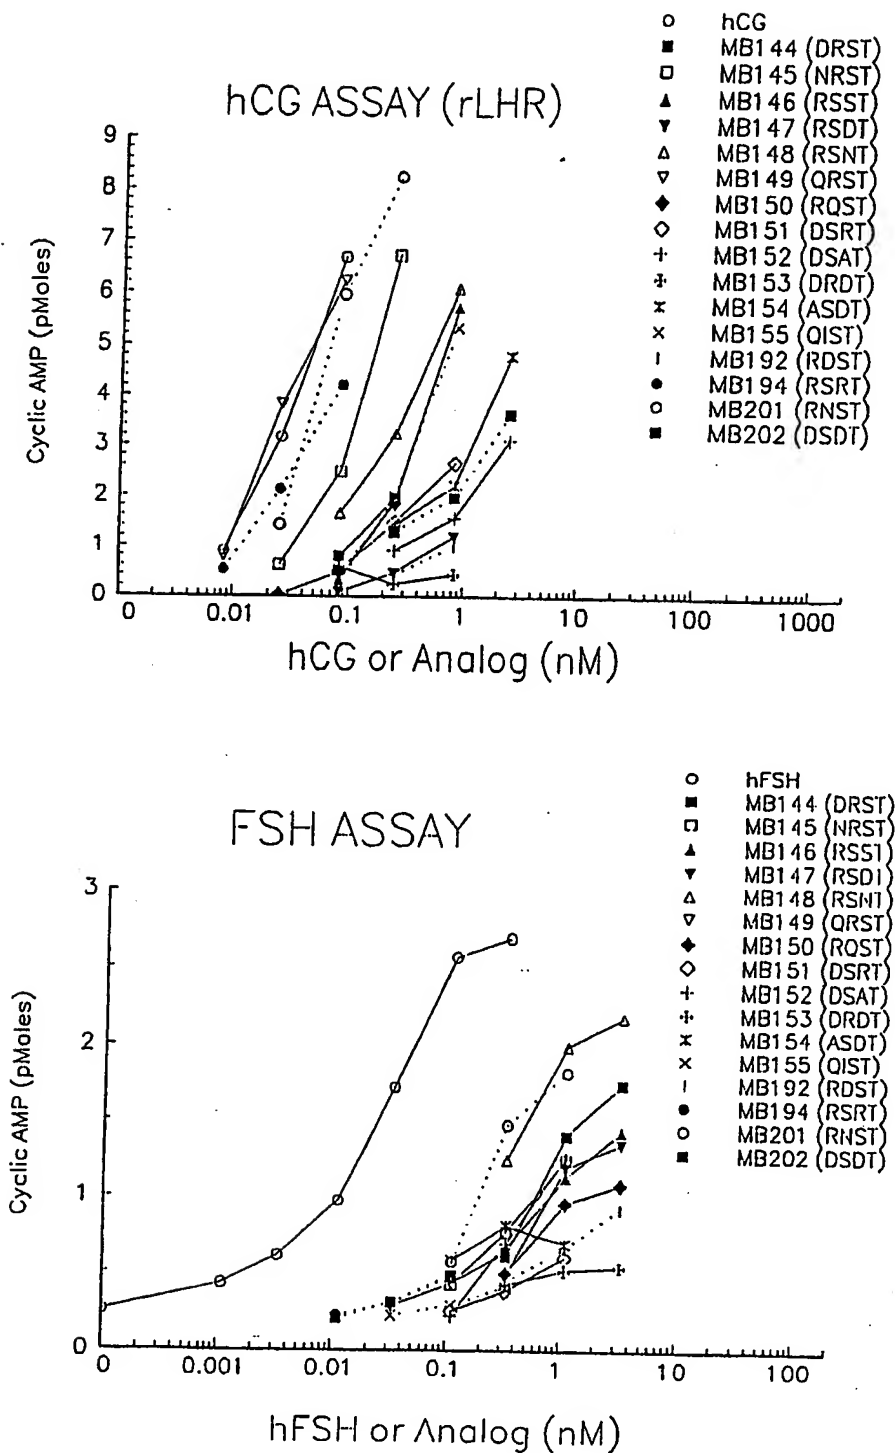 hCG ASSAY (rLHR)
hCG
MB144 (DRST)
MB145 (NRST)
MB146 (RSST)
MB147 (RSDT)
MB148 (RSNT)
MB149 (QRST)
MB150 (RQST)
MB151 (DSRT)
MB152 (DSAT)
MB153 (DRDT)
MB154 (ASDT)
MB155 (QIST)
MB192 (RDST)
MB194 (RSRT)
MB201 (RNST)
MB202 (DSDT)
Cyclic AMP (pMoles)
9
8
7
6
5
4
3
2
1
0
0 0.01 0.1 1 10 100 1000
hCG or Analog (nM)
FSH ASSAY
hFSH
MB144 (DRST)
MB145 (NRST)
MB146 (RSST)
MB147 (RSDT)
MB148 (RSNT)
MB149 (QRST)
MB150 (RQST)
MB151 (DSRT)
MB152 (DSAT)
MB153 (DRDT)
MB154 (ASDT)
MB155 (QIST)
MB192 (RDST)
MB194 (RSRT)
MB201 (RNST)
MB202 (DSDT)
Cyclic AMP (pMoles)
3
2
1
0
0 0.001 0.01 0.1 1 10 100
hFSH or Analog (nM)